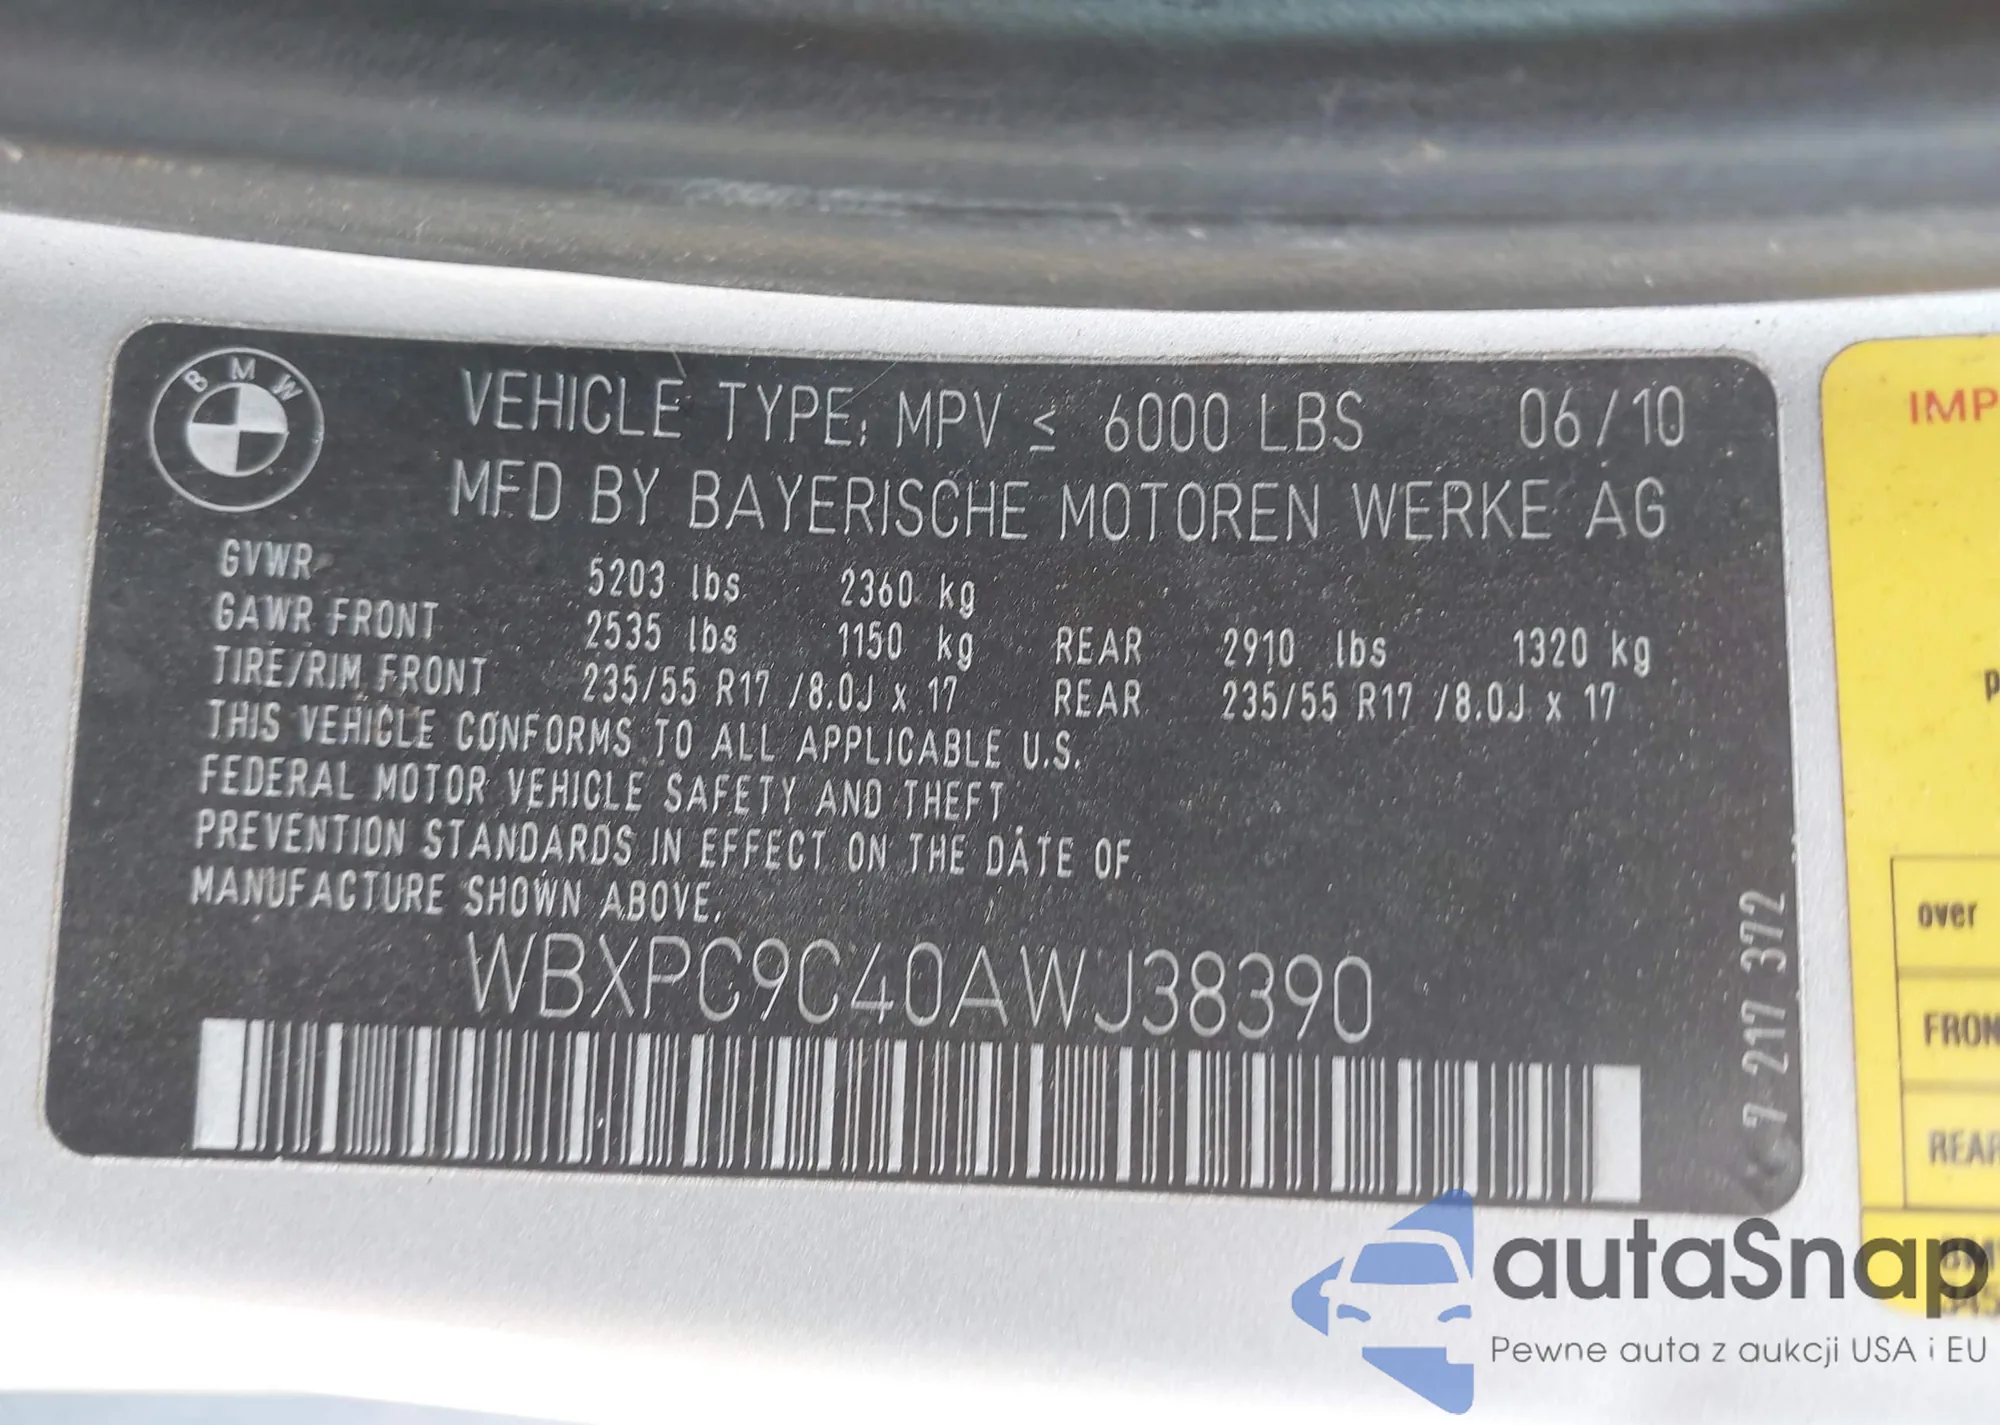 BMW
VEHICLE TYPE: MPV ≤ 6000 LBS 06/10
MFD BY BAYERISCHE MOTOREN WERKE AG
GVWR 5203 lbs 2360 kg
GAWR FRONT 2535 lbs 1150 kg REAR 2910 lbs 1320 kg
TIRE/RIM FRONT 235/55 R17 /8.0J x 17 REAR 235/55 R17 /8.0J x 17
THIS VEHICLE CONFORMS TO ALL APPLICABLE U.S.
FEDERAL MOTOR VEHICLE SAFETY AND THEFT
PREVENTION STANDARDS IN EFFECT ON THE DATE OF
MANUFACTURE SHOWN ABOVE.
WBXPC9C40AWJ38390
7 217 372
IMP
p
over
FRON
REAR
autaSnap
Pewne auta z aukcji USA i EU